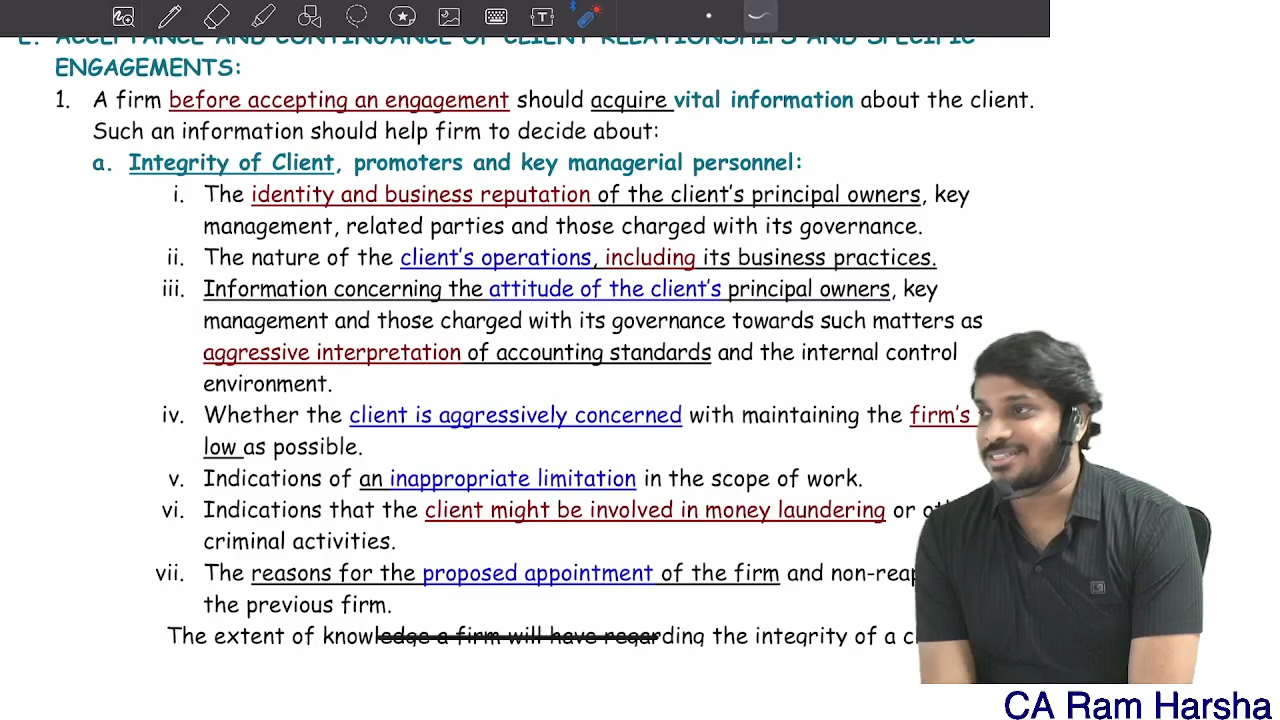 E. ACCEPTANCE AND CONTINUANCE OF CLIENT RELATIONSHIPS AND SPECIFIC
ENGAGEMENTS:
1. A firm before accepting an engagement should acquire vital information about the client.
Such an information should help firm to decide about:
a. Integrity of Client, promoters and key managerial personnel:
i. The identity and business reputation of the client's principal owners, key
management, related parties and those charged with its governance.
ii. The nature of the client's operations, including its business practices.
iii. Information concerning the attitude of the client's principal owners, key
management and those charged with its governance towards such matters as
aggressive interpretation of accounting standards and the internal control
environment.
iv. Whether the client is aggressively concerned with maintaining the firm's
low as possible.
v. Indications of an inappropriate limitation in the scope of work.
vi. Indications that the client might be involved in money laundering or
criminal activities.
vii. The reasons for the proposed appointment of the firm and
the previous firm.
The extent of knowledge a firm will have regarding the integrity of a
CA Ram Harsha